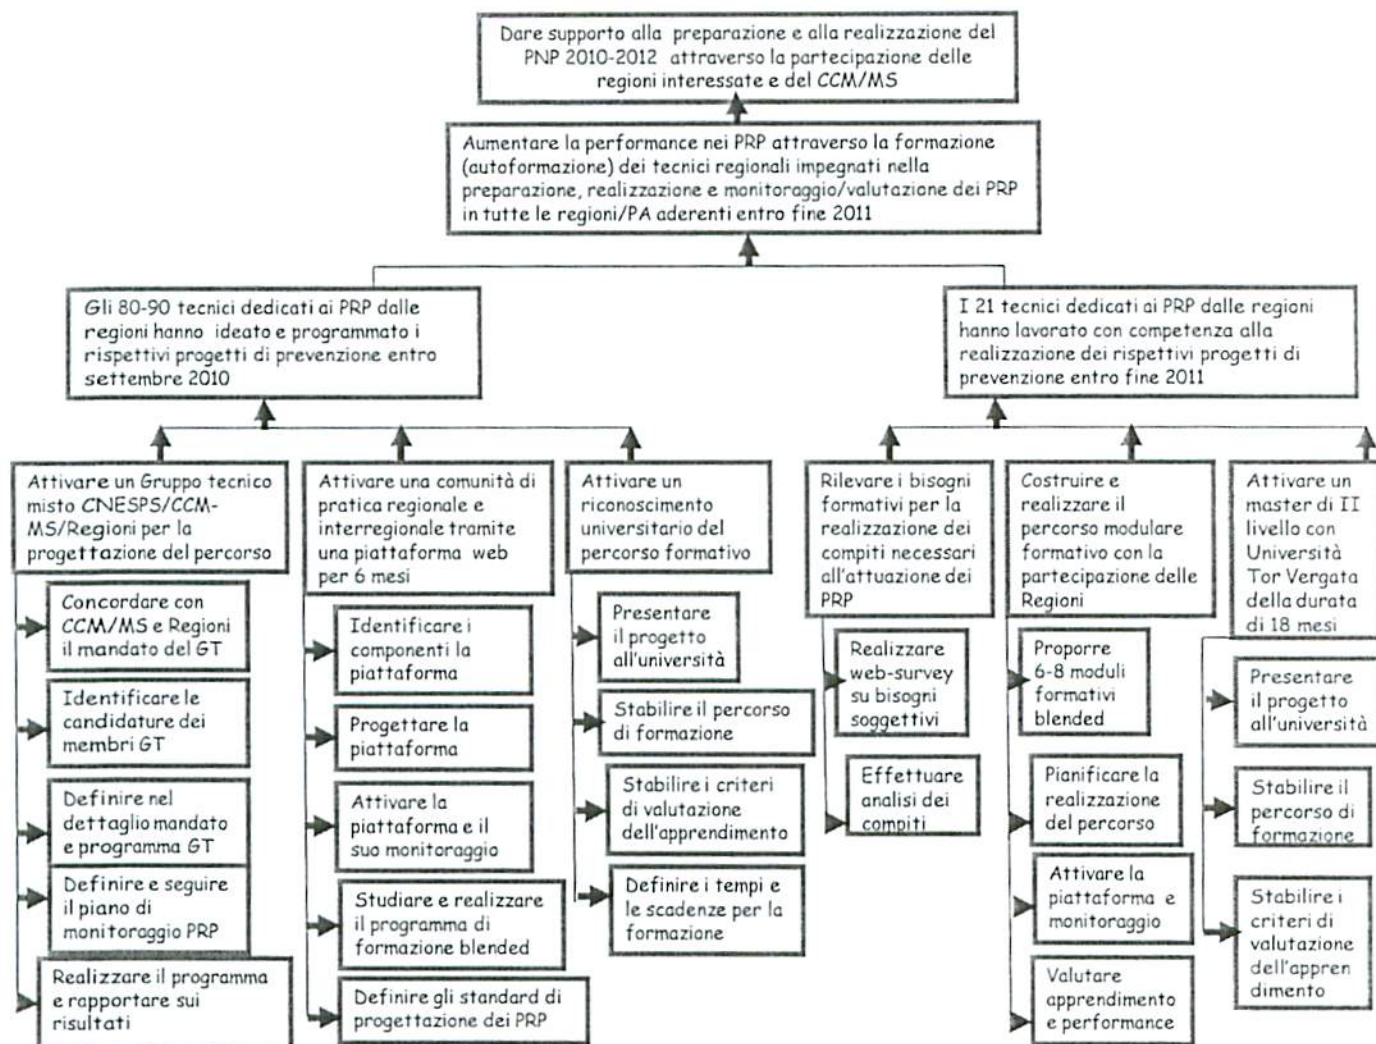 Dare supporto alla preparazione e alla realizzazione del
PNP 2010-2012 attraverso la partecipazione delle
regioni interessate e del CCM/MS
Aumentare la performance nei PRP attraverso la formazione
(autoformazione) dei tecnici regionali impegnati nella
preparazione, realizzazione e monitoraggio/valutazione dei PRP
in tutte le regioni/PA aderenti entro fine 2011
Gli 80-90 tecnici dedicati ai PRP dalle
regioni hanno ideato e programmato i
rispettivi progetti di prevenzione entro
settembre 2010
I 21 tecnici dedicati ai PRP dalle regioni
hanno lavorato con competenza alla
realizzazione dei rispettivi progetti di
prevenzione entro fine 2011
Attivare un Gruppo tecnico
misto CNESPS/CCM-
MS/Regioni per la
progettazione del percorso
Concordare con
CCM/MS e Regioni
il mandato del GT
Identificare le
candidature dei
membri GT
Definire nel
dettaglio mandato
e programma GT
Definire e seguire
il piano di
monitoraggio PRP
Realizzare il programma
e rapportare sui
risultati
Attivare una comunità di
pratica regionale e
interregionale tramite
una piattaforma web
per 6 mesi
Identificare i
componenti la
piattaforma
Progettare la
piattaforma
Attivare la
piattaforma e il
suo monitoraggio
Studiare e realizzare
il programma di
formazione blended
Definire gli standard di
progettazione dei PRP
Attivare un
riconoscimento
universitario del
percorso formativo
Presentare
il progetto
all'università
Stabilire il percorso
di formazione
Stabilire i criteri
di valutazione
dell'apprendimento
Definire i tempi e
le scadenze per la
formazione
Rilevare i bisogni
formativi per la
realizzazione dei
compiti necessari
all'attuazione dei
PRP
Realizzare
web-survey
su bisogni
soggettivi
Effettuare
analisi dei
compiti
Costruire e
realizzare il
percorso modulare
formativo con la
partecipazione delle
Regioni
Proporre
6-8 moduli
formativi
blended
Pianificare la
realizzazione
del percorso
Attivare la
piattaforma e
monitoraggio
Valutare
apprendimento
e performance
Attivare un
master di II
livello con
Università
Tor Vergata
della durata
di 18 mesi
Presentare
il progetto
all'università
Stabilire il
percorso di
formazione
Stabilire i
criteri di
valutazione
dell'appren
dimento